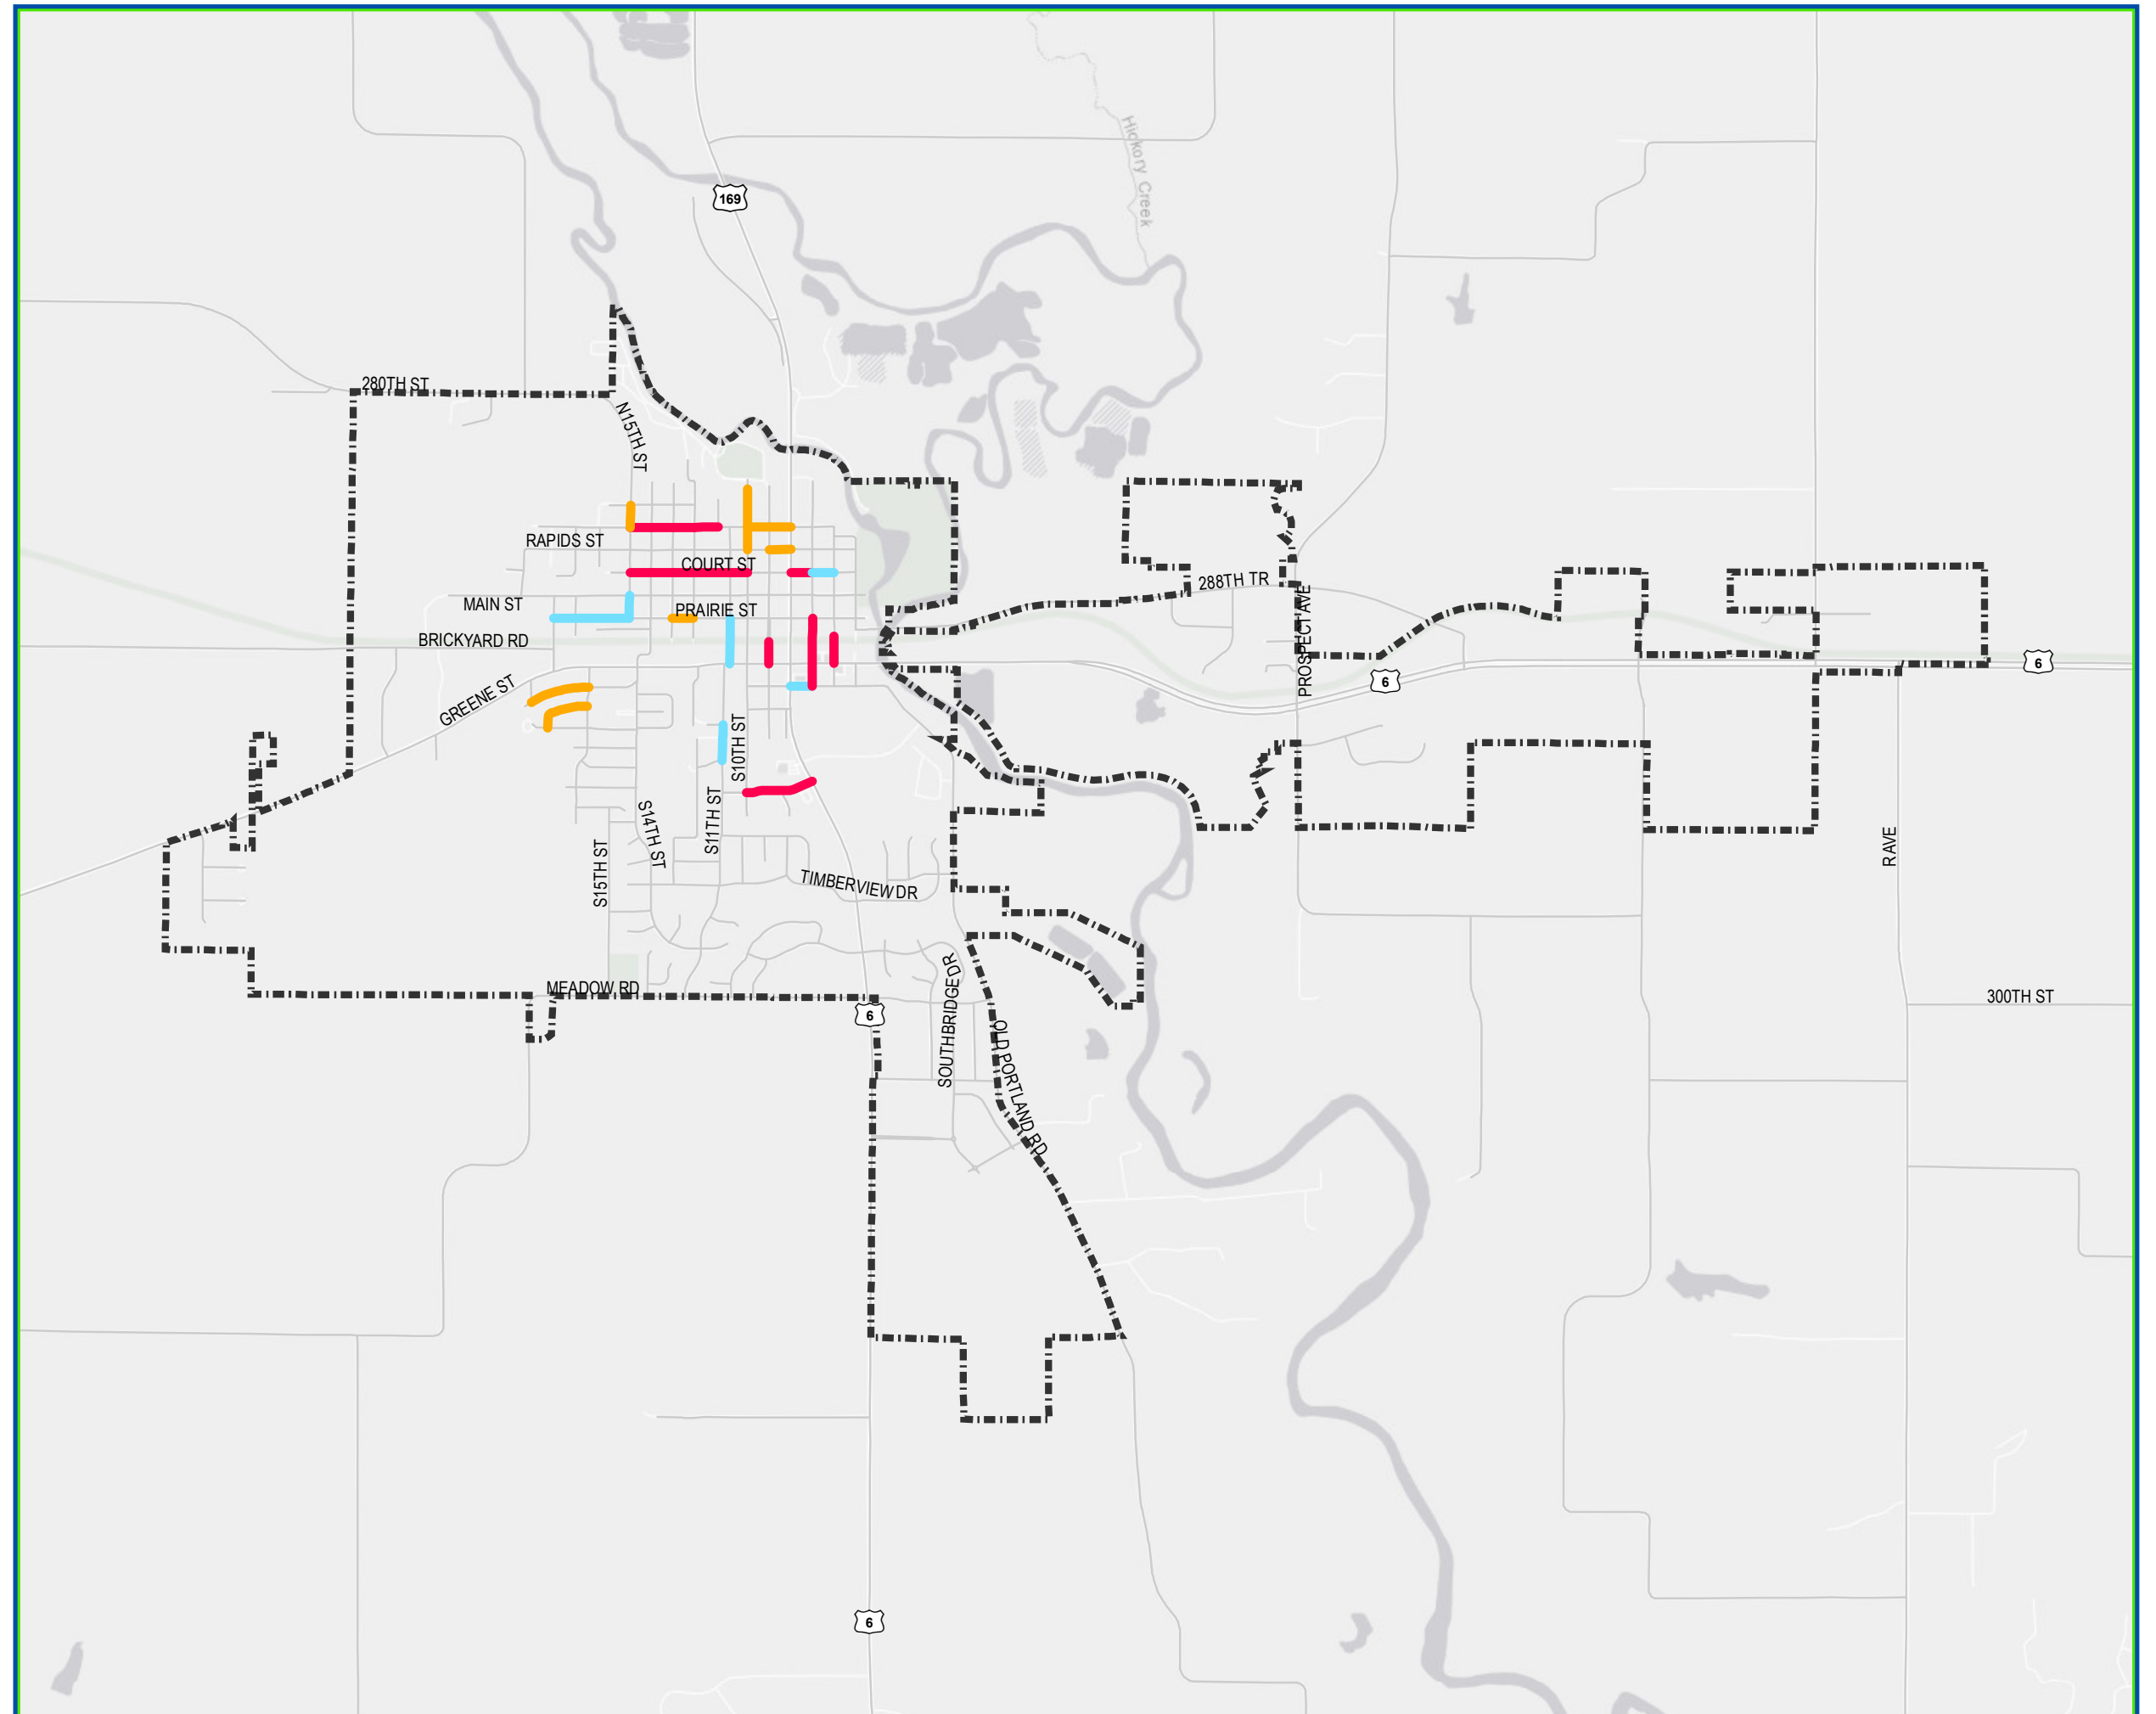 Hickory Creek
169
280TH ST
N15TH ST
RAPIDS ST
COURT ST
288TH TR
PROSPECT AVE
MAIN ST
PRAIRIE ST
BRICKYARD RD
6
6
GREENE ST
S10TH ST
S11TH ST
S14TH ST
S15TH ST
R AVE
TIMBERVIEW DR
SOUTHBRIDGE DR
MEADOW RD
300TH ST
6
OLD PORTLAND RD
6